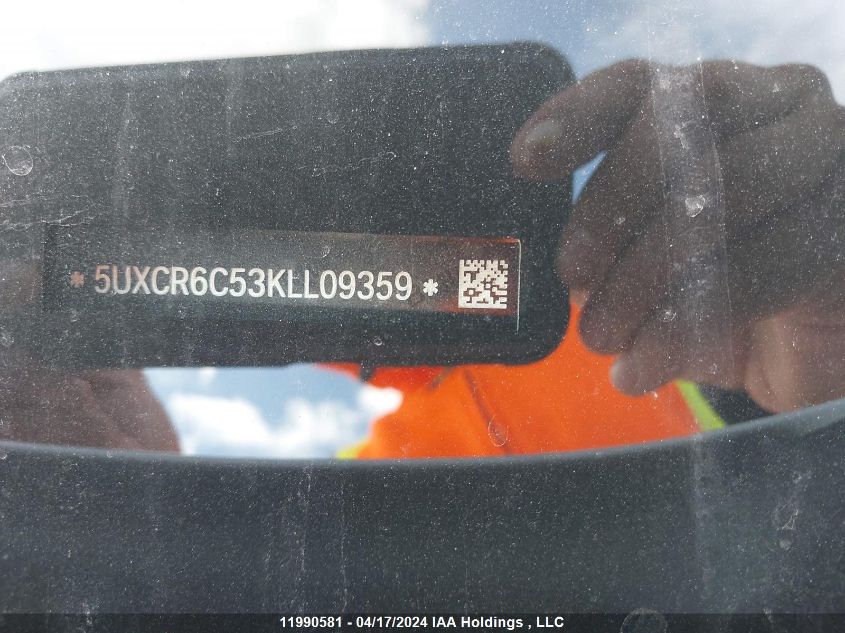 * 5UXCR6C53KLL09359 *
11990581 - 04/17/2024 IAA Holdings , LLC